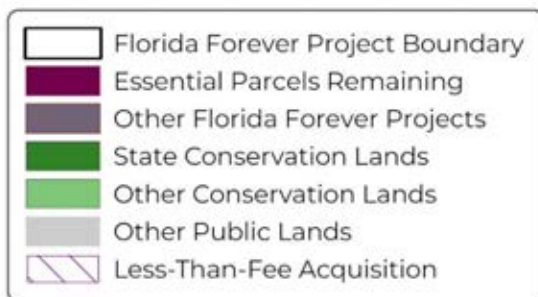 Florida Forever Project Boundary
Essential Parcels Remaining
Other Florida Forever Projects
State Conservation Lands
Other Conservation Lands
Other Public Lands
Less-Than-Fee Acquisition